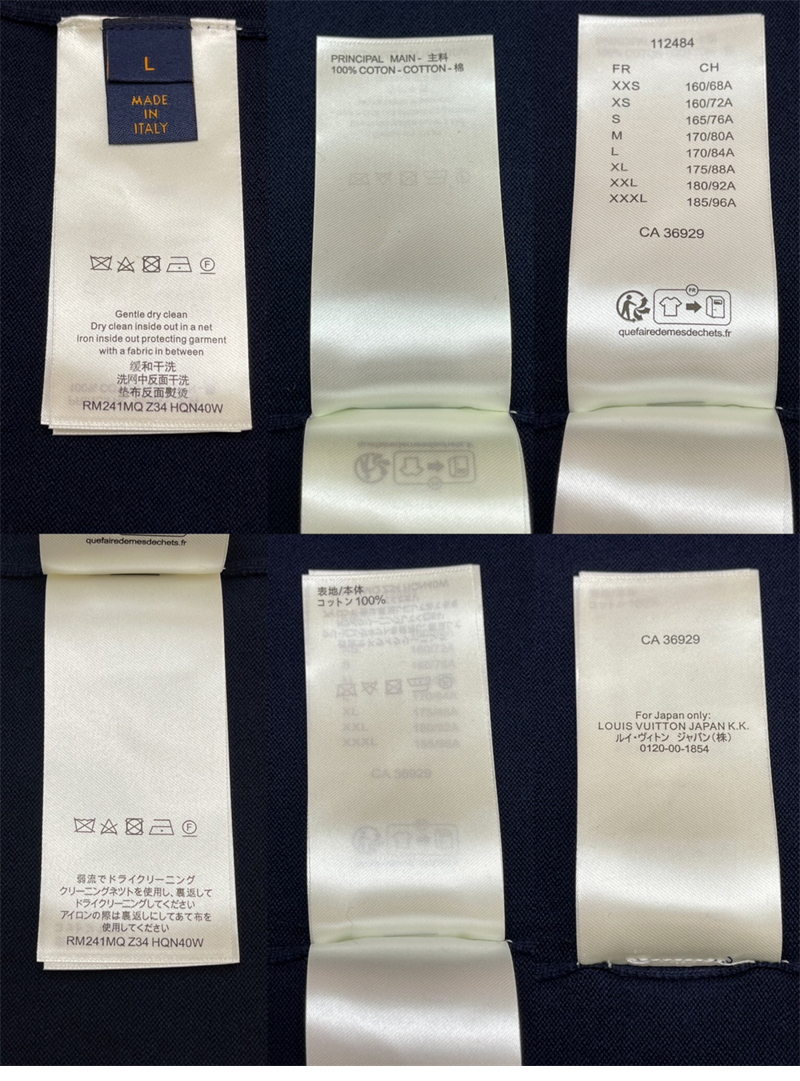 L
MADE
IN
ITALY
Gentle dry clean
Dry clean inside out in a net
iron inside out protecting garment
with a fabric in between
缓和干洗
洗网中反面干洗
垫布反面熨烫
RM241MQ Z34 HQN40W
PRINCIPAL MAIN - 主料
100% COTON - COTTON - 棉
112484
FR CH
XXS 160/68A
XS 160/72A
S 165/76A
M 170/80A
L 170/84A
XL 175/88A
XXL 180/92A
XXXL 185/96A
CA 36929
FR
quefairedemesdechets.fr
quefairedemesdechets.fr
弱流でドライクリーニング
クリーニングネツトを使用し、裏返して
ドライクリーニングしてください
アイロンの際は裏返しにしてあて布を
使用してください
RM241MQ Z34 HQN40W
表地/本体
コットン100%
CA 36929
For Japan only:
LOUIS VUITTON JAPAN K.K.
ルイ・ヴィトン ジャパン(株)
0120-00-1854